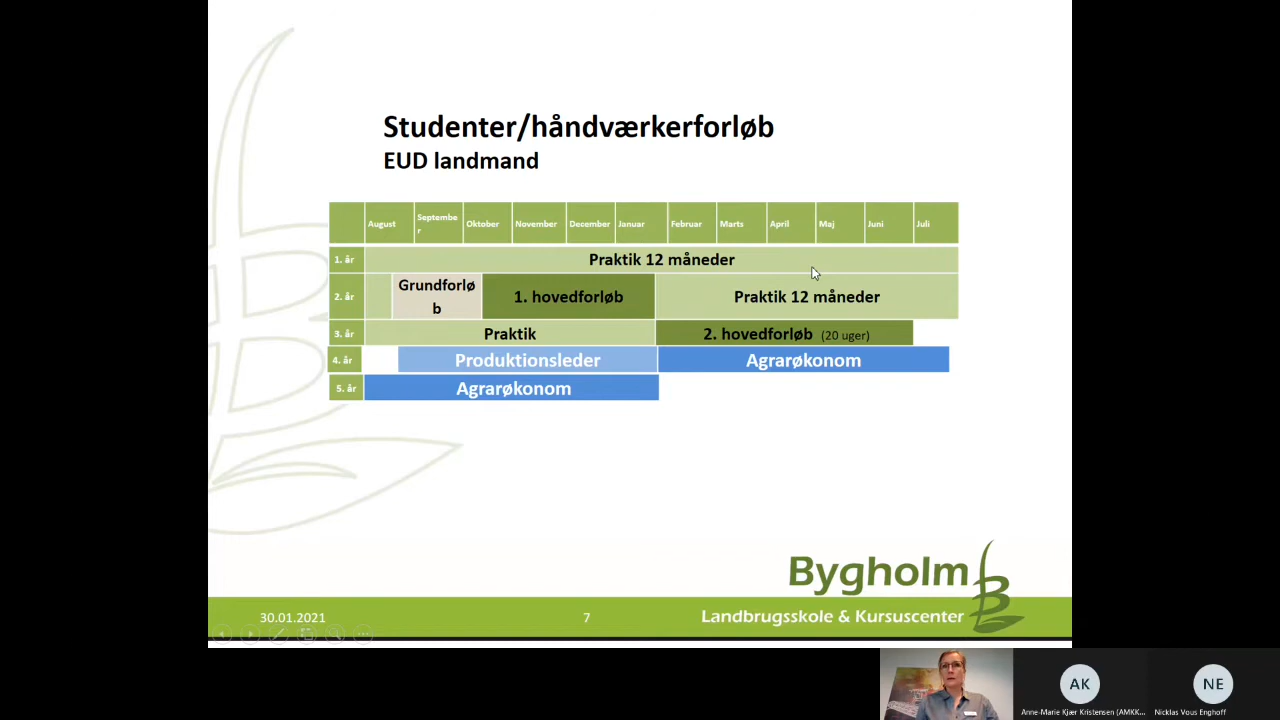 Studenter/håndværkerforløb
EUD landmand
August
Septembe
r
Oktober
November
December
Januar
Februar
Marts
April
Maj
Juni
Juli
1. år
Praktik 12 måneder
2. år
Grundforlø
b
1. hovedforløb
Praktik 12 måneder
3. år
Praktik
2. hovedforløb (20 uger)
4. år
Produktionsleder
Agrarøkonom
5. år
Agrarøkonom
Bygholm
30.01.2021
7
Landbrugsskole & Kursuscenter
AK
NE
Anne-Marie Kjær Kristensen (AMKK...
Nicklas Vous Enghoff